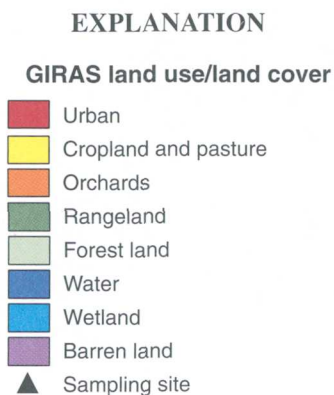 EXPLANATION
GIRAS land use/land cover
Urban
Cropland and pasture
Orchards
Rangeland
Forest land
Water
Wetland
Barren land
Sampling site